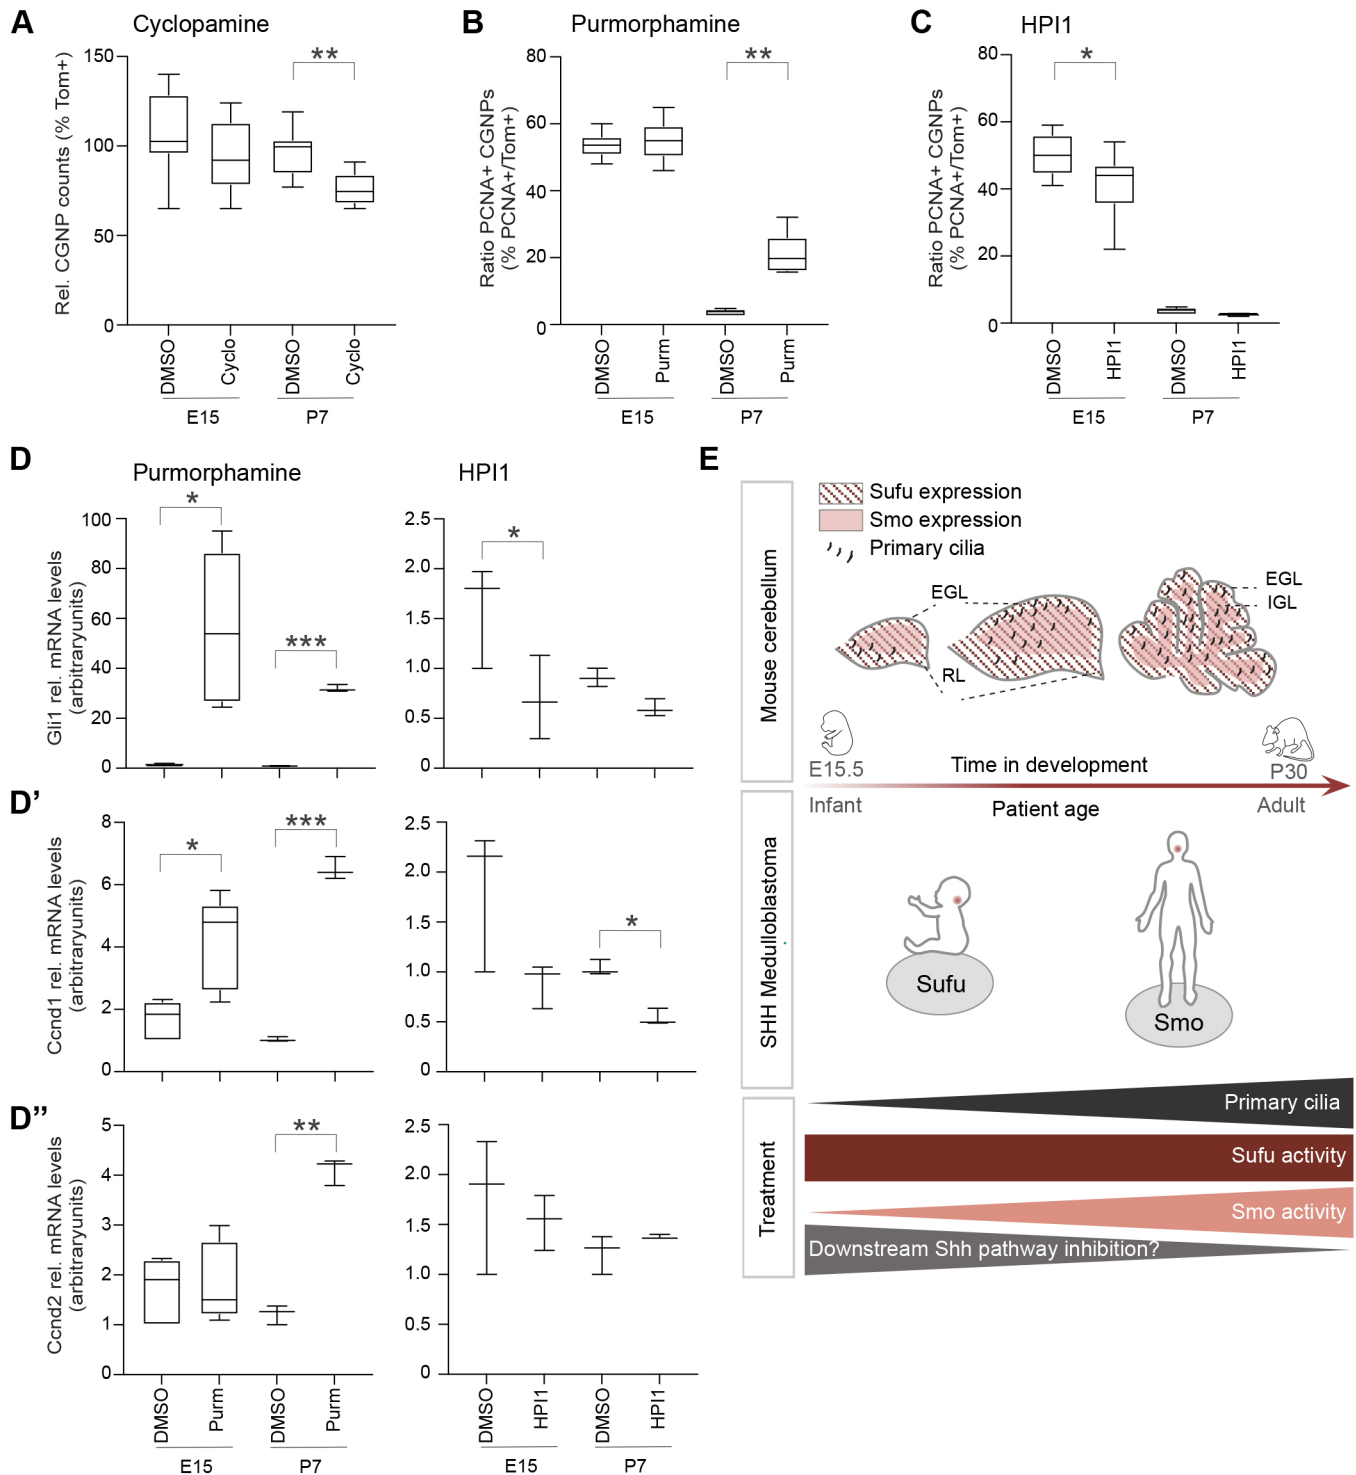 A
Cyclopamine
Rel. CGNP counts (% Tom+)
150
100
50
0
**
DMSO
Cyclo
DMSO
Cyclo
E15
P7
B
Purmorphamine
Ratio PCNA+ CGNPs
(% PCNA+/Tom+)
80
60
40
20
0
**
DMSO
Purm
DMSO
Purm
E15
P7
C
HPI1
Ratio PCNA+ CGNPs
(% PCNA+/Tom+)
80
60
40
20
0
*
DMSO
HPI1
DMSO
HPI1
E15
P7
D
Purmorphamine
Gli1 rel. mRNA levels
(arbitraryunits)
100
80
60
40
20
0
*
***
HPI1
2.5
2.0
1.5
1.0
0.5
0
*
D’
Ccnd1 rel. mRNA levels
(arbitraryunits)
8
6
4
2
0
*
***
2.5
2.0
1.5
1.0
0.5
0
*
D’’
Ccnd2 rel. mRNA levels
(arbitraryunits)
5
4
3
2
1
0
**
DMSO
Purm
DMSO
Purm
E15
P7
2.5
2.0
1.5
1.0
0.5
0
DMSO
HPI1
DMSO
HPI1
E15
P7
E
Mouse cerebellum
Sufu expression
Smo expression
Primary cilia
EGL
RL
EGL
IGL
E15.5
Time in development
P30
Infant
Patient age
Adult
SHH Medulloblastoma
Sufu
Smo
Treatment
Primary cilia
Sufu activity
Smo activity
Downstream Shh pathway inhibition?